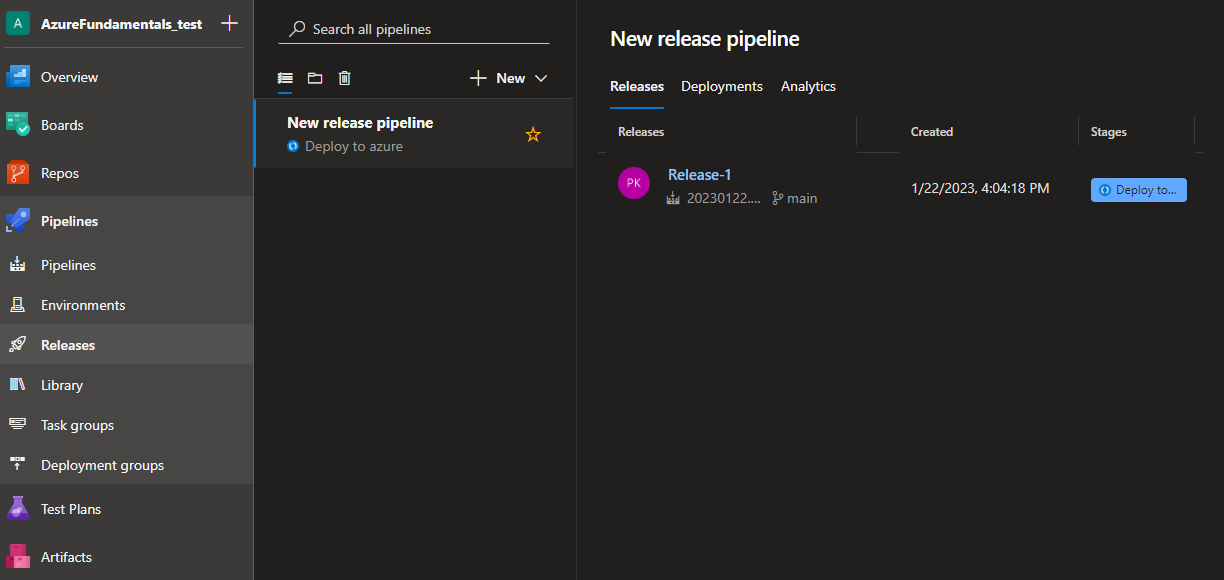 A AzureFundamentals_test
Overview
Boards
Repos
Pipelines
Pipelines
Environments
Releases
Library
Task groups
Deployment groups
Test Plans
Artifacts
Search all pipelines
New
New release pipeline
Deploy to azure
New release pipeline
Releases Deployments Analytics
Releases Created Stages
PK Release-1
20230122.... main
1/22/2023, 4:04:18 PM
Deploy to...